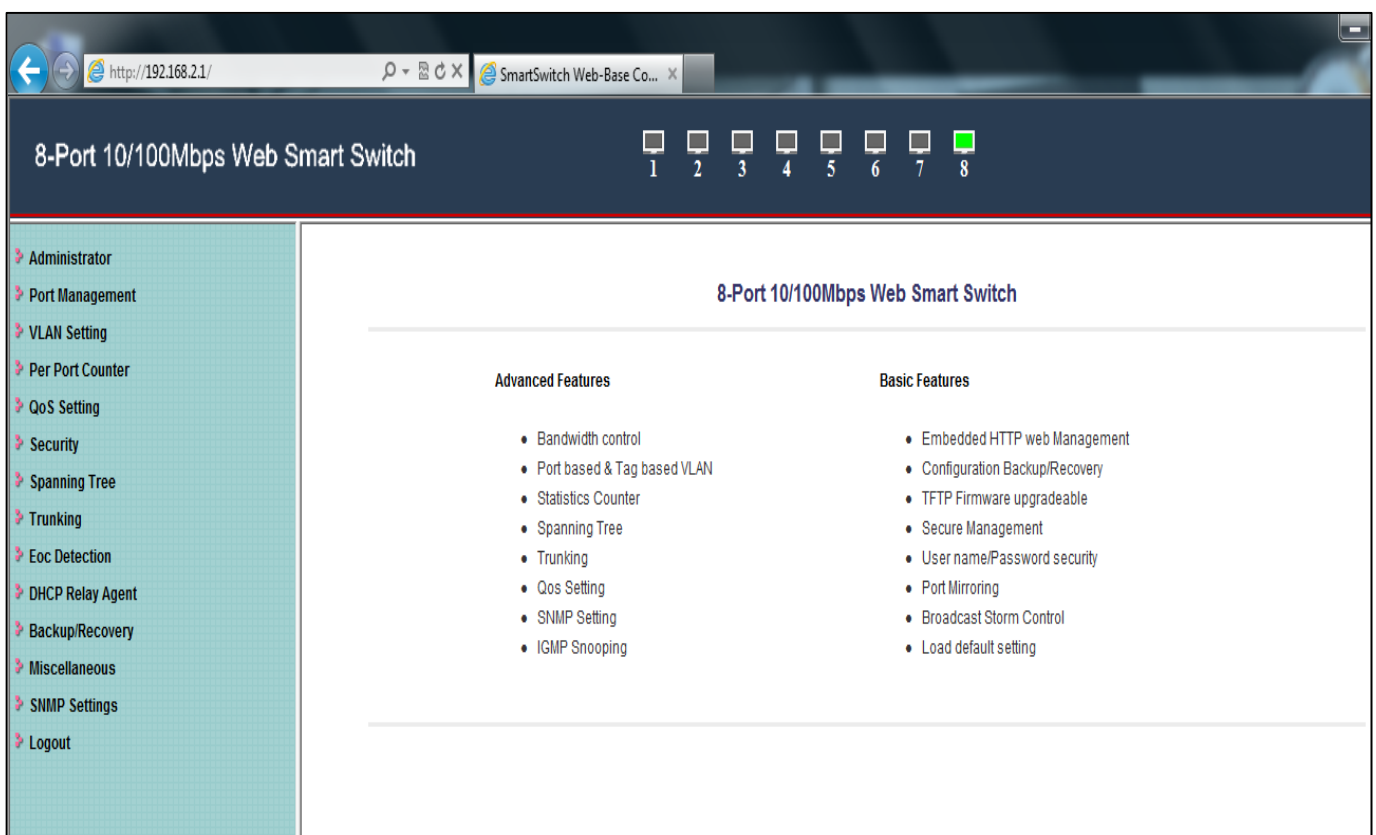 http://192.168.2.1/
SmartSwitch Web-Base Co...
8-Port 10/100Mbps Web Smart Switch
1 2 3 4 5 6 7 8
Administrator
Port Management
VLAN Setting
Per Port Counter
QoS Setting
Security
Spanning Tree
Trunking
Eoc Detection
DHCP Relay Agent
Backup/Recovery
Miscellaneous
SNMP Settings
Logout
8-Port 10/100Mbps Web Smart Switch
Advanced Features
Bandwidth control
Port based & Tag based VLAN
Statistics Counter
Spanning Tree
Trunking
Qos Setting
SNMP Setting
IGMP Snooping
Basic Features
Embedded HTTP web Management
Configuration Backup/Recovery
TFTP Firmware upgradeable
Secure Management
User name/Password security
Port Mirroring
Broadcast Storm Control
Load default setting